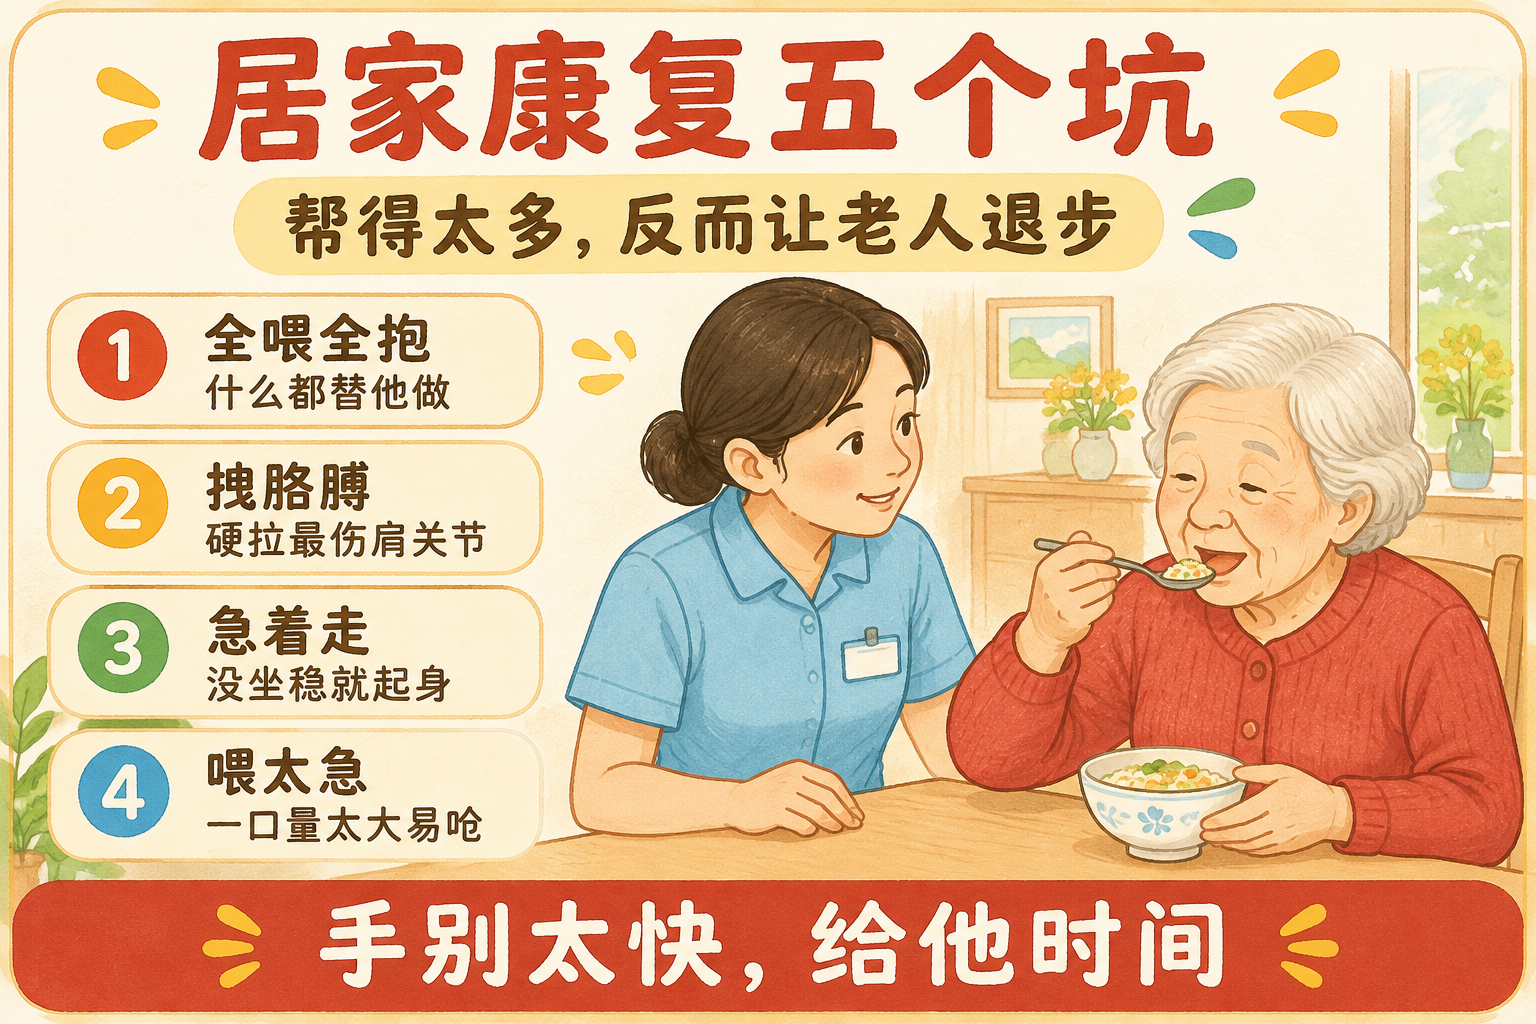 居家康复五个坑
帮得太多，反而让老人退步
1
全喂全抱
什么都替他做
2
拽胳膊
硬拉最伤肩关节
3
急着走
没坐稳就起身
4
喂太急
一口量太大易呛
手别太快，给他时间